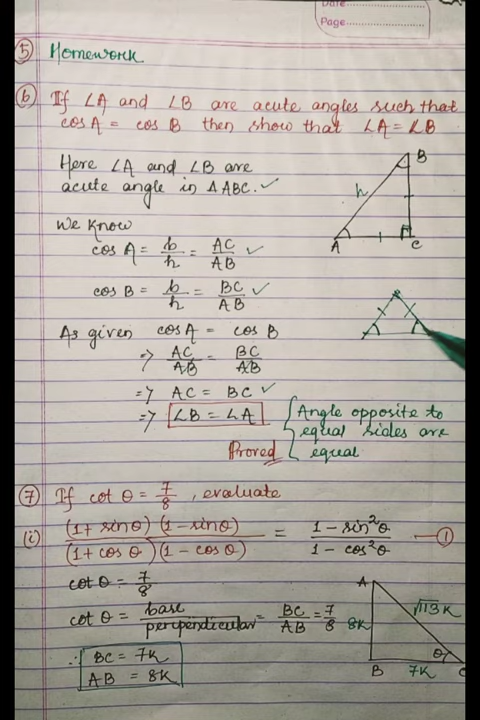 Date
Page
5 Homework
6 If ∠A and ∠B are acute angles such that
cos A = cos B then show that ∠A = ∠B
Here ∠A and ∠B are
acute angle in ΔABC. ✓
We know
cos A = b/h = AC/AB ✓
cos B = b/h = BC/AB ✓
As given cos A = cos B
=> AC/AB = BC/AB
=> AC = BC ✓
=> ∠B = ∠A
{Angle opposite to
equal sides are
equal
Proved
B
h
A
C
7 If cot θ = 7/8, evaluate
(i) (1+ sin θ) (1 - sin θ) / (1 + cos θ) (1 - cos θ) = 1 - sin²θ / 1 - cos²θ —①
cot θ = 7/8
cot θ = base/perpendicular = BC/AB = 7/8
∴ BC = 7K
AB = 8K
A
√113 K
8K
θ
B
7K
C